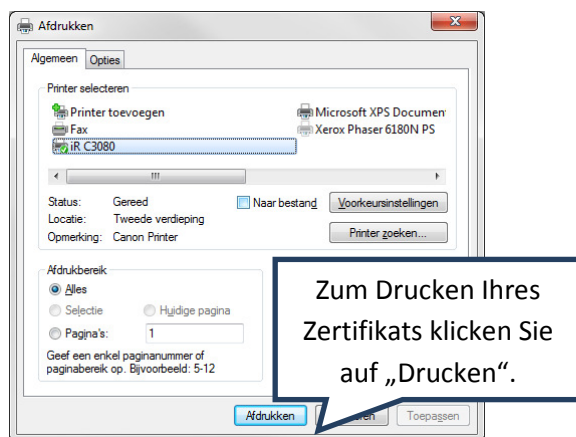 Afdrukken
Algemeen Opties
Printer selecteren
Printer toevoegen Microsoft XPS Documen
Fax Xerox Phaser 6180N PS
iR C3080
Status: Gereed Naar bestand Voorkeursinstellingen
Locatie: Tweede verdieping
Opmerking: Canon Printer Printer zoeken...
Afdrukbereik
Alles
Selectie Huidige pagina
Pagina's: 1
Geef een enkel paginanummer of
paginabereik op. Bijvoorbeeld: 5-12
Zum Drucken Ihres
Zertifikats klicken Sie
auf „Drucken“.
Afdrukken Toepassen